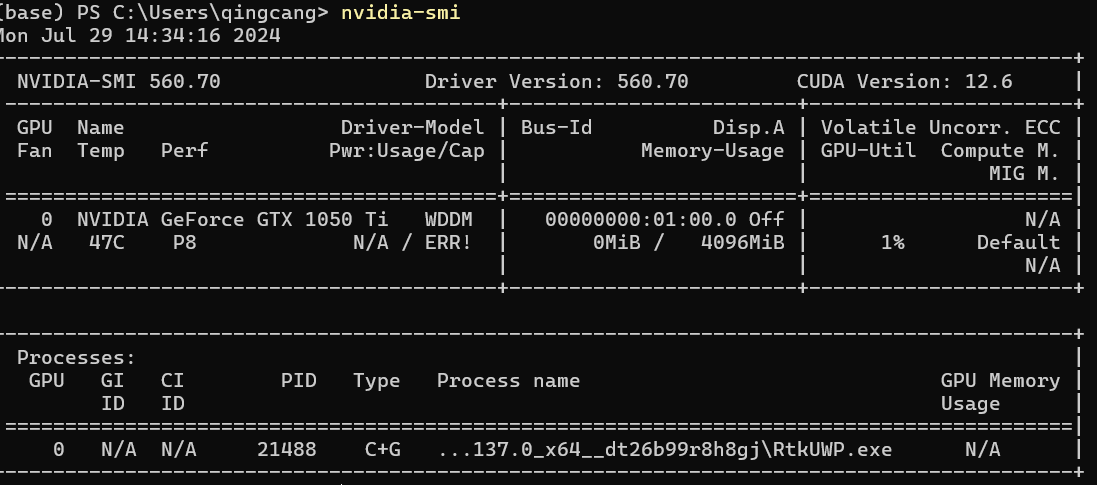 (base) PS C:\Users\qingcang> nvidia-smi
Mon Jul 29 14:34:16 2024
-----------------------------------------------------------------------------------------+
 NVIDIA-SMI 560.70                 Driver Version: 560.70         CUDA Version: 12.6     |
-----------------------------------------+------------------------+----------------------+
 GPU  Name                  Driver-Model | Bus-Id          Disp.A | Volatile Uncorr. ECC |
 Fan  Temp   Perf          Pwr:Usage/Cap |           Memory-Usage | GPU-Util  Compute M. |
                                         |                        |               MIG M. |
=========================================+========================+======================|
   0  NVIDIA GeForce GTX 1050 Ti   WDDM  |   00000000:01:00.0 Off |                  N/A |
 N/A   47C    P8             N/A / ERR!  |       0MiB /   4096MiB |      1%      Default |
                                         |                        |                  N/A |
-----------------------------------------+------------------------+----------------------+

-----------------------------------------------------------------------------------------+
 Processes:                                                                              |
  GPU   GI   CI        PID   Type   Process name                              GPU Memory |
        ID   ID                                                               Usage      |
=========================================================================================|
    0   N/A  N/A     21488    C+G   ...137.0_x64__dt26b99r8h8gj\RtkUWP.exe      N/A      |
-----------------------------------------------------------------------------------------+